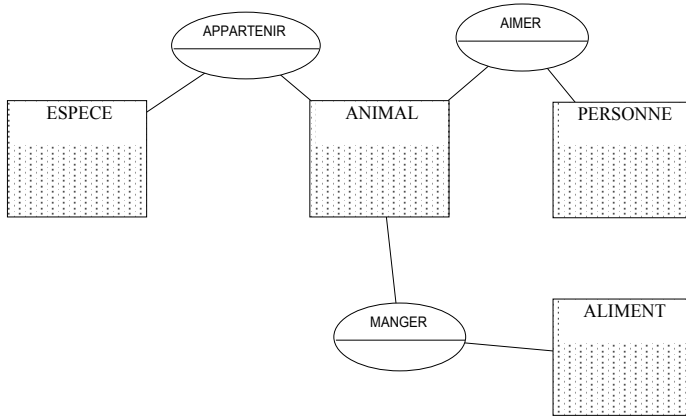 APPARTENIR
AIMER
ESPECE
ANIMAL
PERSONNE
MANGER
ALIMENT